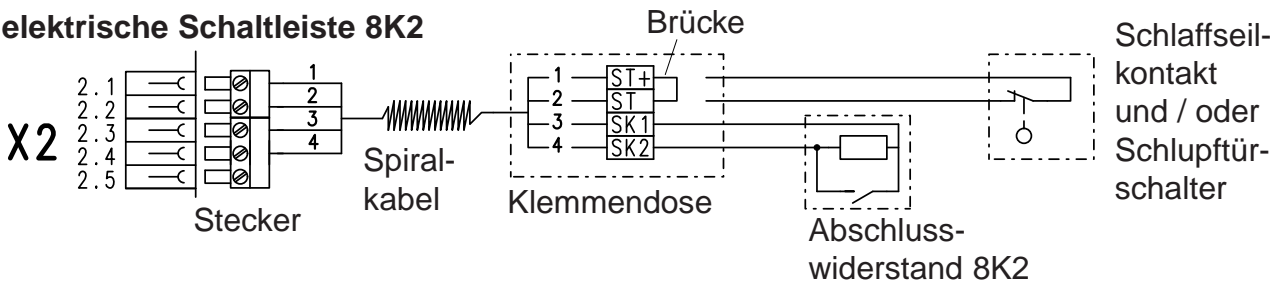 elektrische Schaltleiste 8K2
Brücke
Schlaffseil-
kontakt
und / oder
Schlupftür-
schalter
X2
2.1
2.2
2.3
2.4
2.5
1
2
3
4
Stecker
Spiral-
kabel
1 ST+
2 ST
3 SK1
4 SK2
Klemmendose
Abschluss-
widerstand 8K2